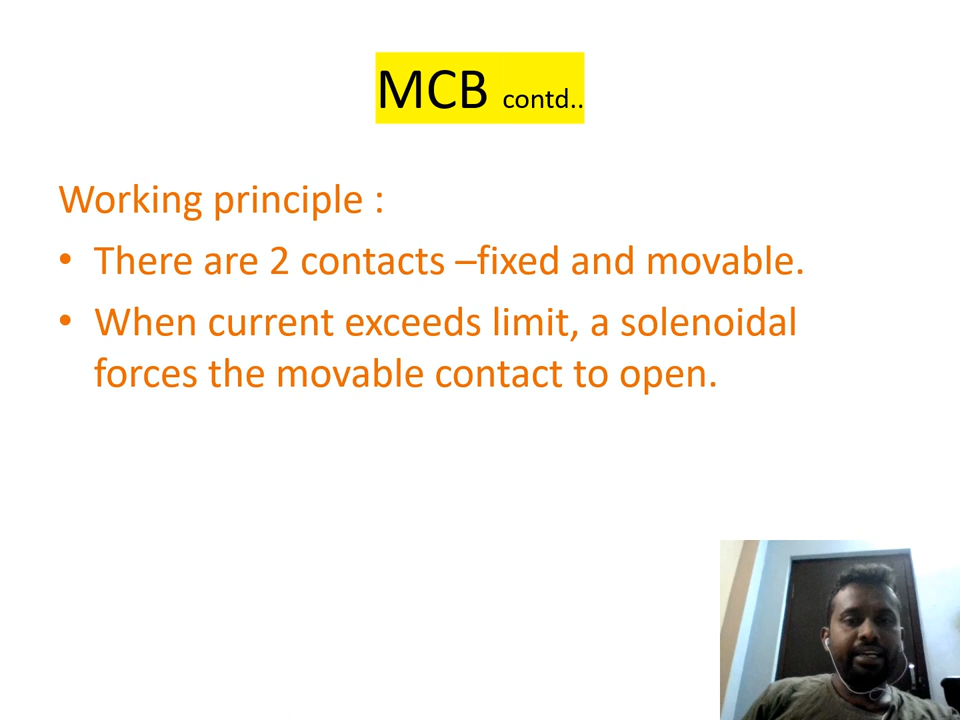 MCB contd..
Working principle :
• There are 2 contacts –fixed and movable.
• When current exceeds limit, a solenoidal
forces the movable contact to open.